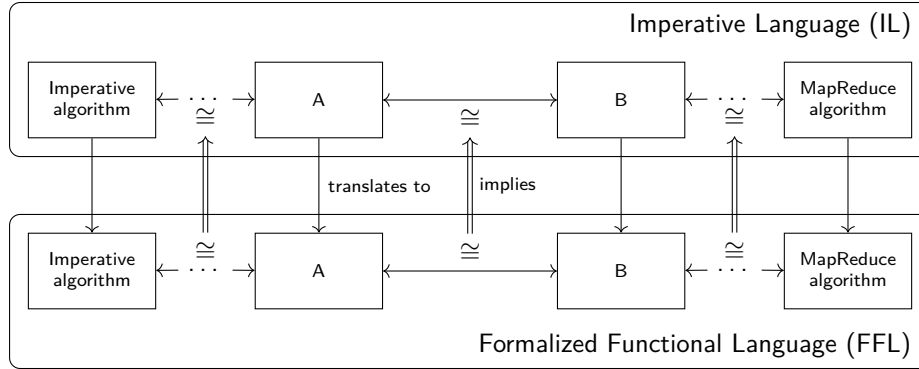 Imperative Language (IL)
Imperative
algorithm
...
≅
A
≅
B
...
≅
MapReduce
algorithm
translates to
implies
Imperative
algorithm
≅
...
A
≅
B
≅
...
MapReduce
algorithm
Formalized Functional Language (FFL)